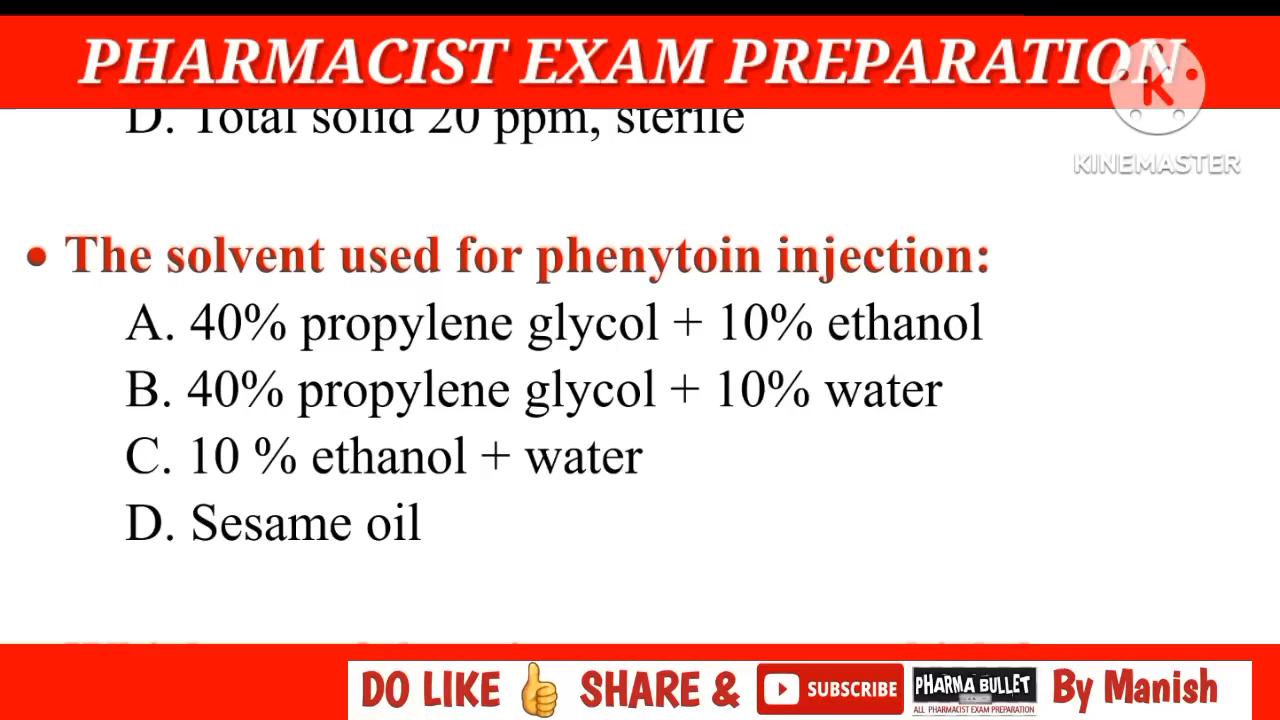 PHARMACIST EXAM PREPARATION
K
KINEMASTER
D. Total solid 20 ppm, sterile
• The solvent used for phenytoin injection:
A. 40% propylene glycol + 10% ethanol
B. 40% propylene glycol + 10% water
C. 10 % ethanol + water
D. Sesame oil
DO LIKE 👍 SHARE & SUBSCRIBE PHARMA BULLET By Manish
ALL PHARMACIST EXAM PREPARATION